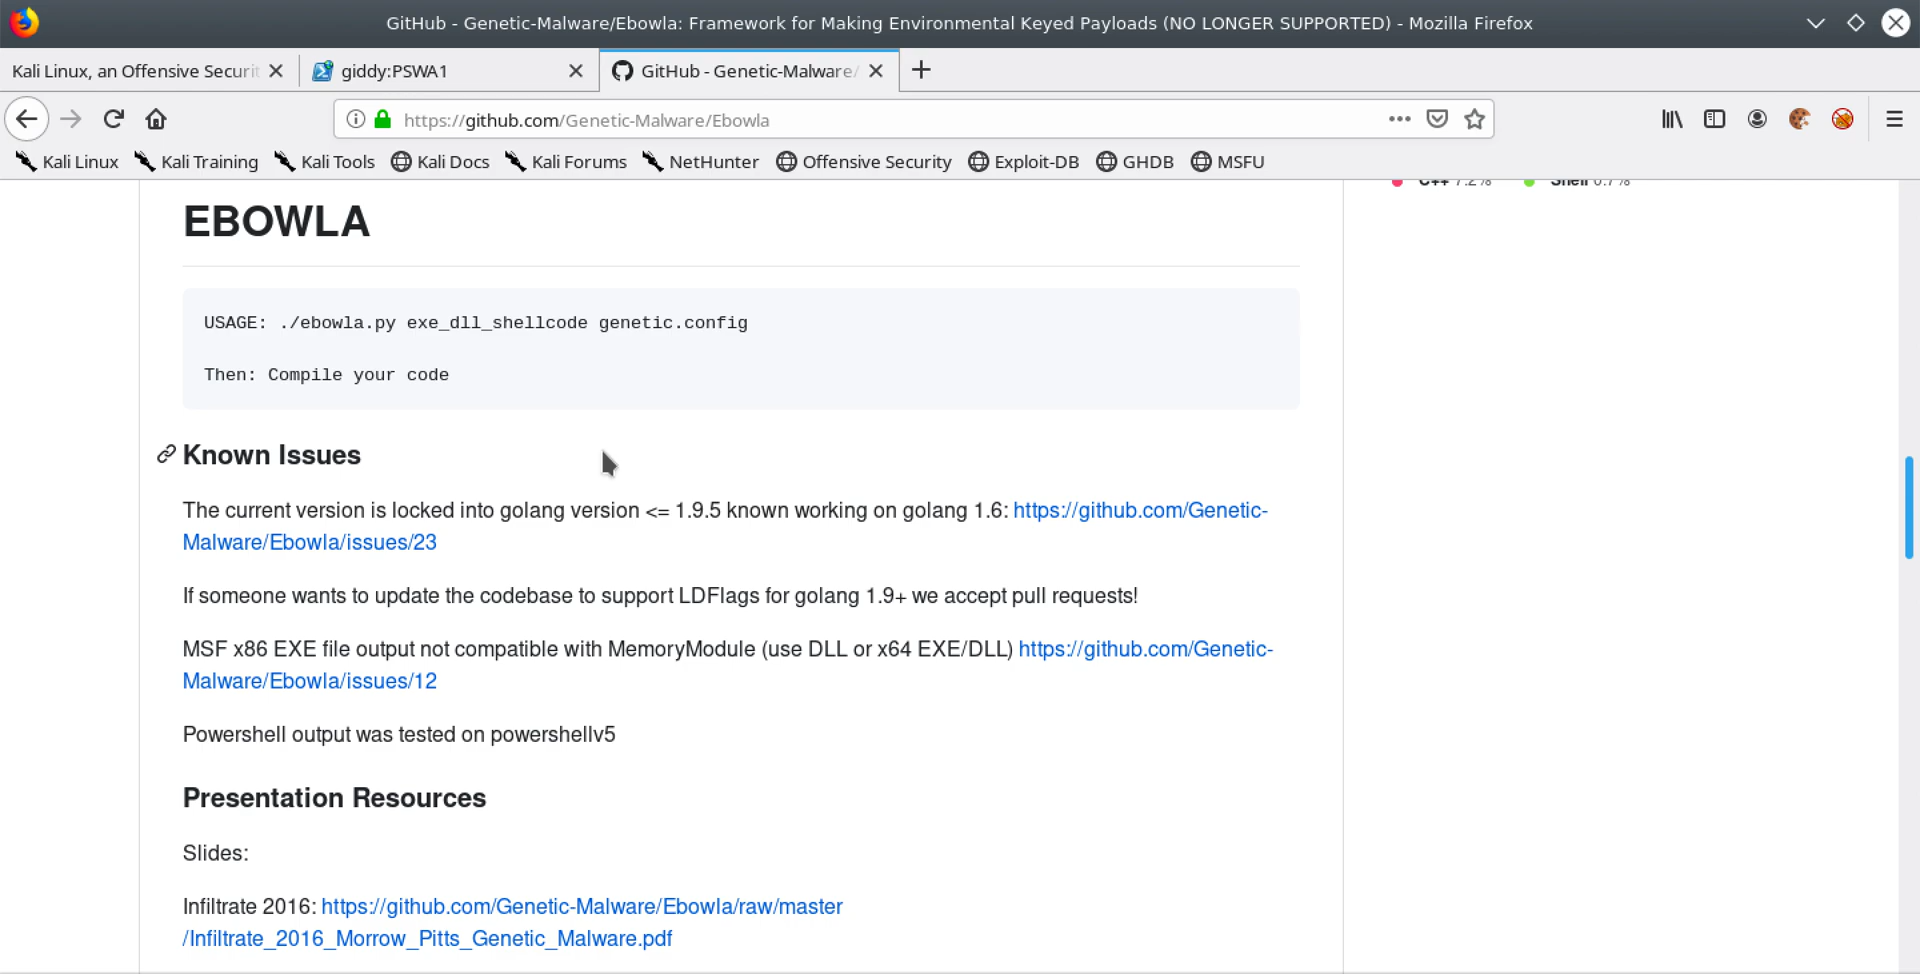 GitHub - Genetic-Malware/Ebowla: Framework for Making Environmental Keyed Payloads (NO LONGER SUPPORTED) - Mozilla Firefox
Kali Linux, an Offensive Securit
giddy:PSWA1
GitHub - Genetic-Malware/
https://github.com/Genetic-Malware/Ebowla
Kali Linux Kali Training Kali Tools Kali Docs Kali Forums NetHunter Offensive Security Exploit-DB GHDB MSFU
C++ 7.2% Shell 0.7%
EBOWLA
USAGE: ./ebowla.py exe_dll_shellcode genetic.config
Then: Compile your code
Known Issues
The current version is locked into golang version <= 1.9.5 known working on golang 1.6: https://github.com/Genetic-
Malware/Ebowla/issues/23
If someone wants to update the codebase to support LDFlags for golang 1.9+ we accept pull requests!
MSF x86 EXE file output not compatible with MemoryModule (use DLL or x64 EXE/DLL) https://github.com/Genetic-
Malware/Ebowla/issues/12
Powershell output was tested on powershellv5
Presentation Resources
Slides:
Infiltrate 2016: https://github.com/Genetic-Malware/Ebowla/raw/master
/Infiltrate_2016_Morrow_Pitts_Genetic_Malware.pdf